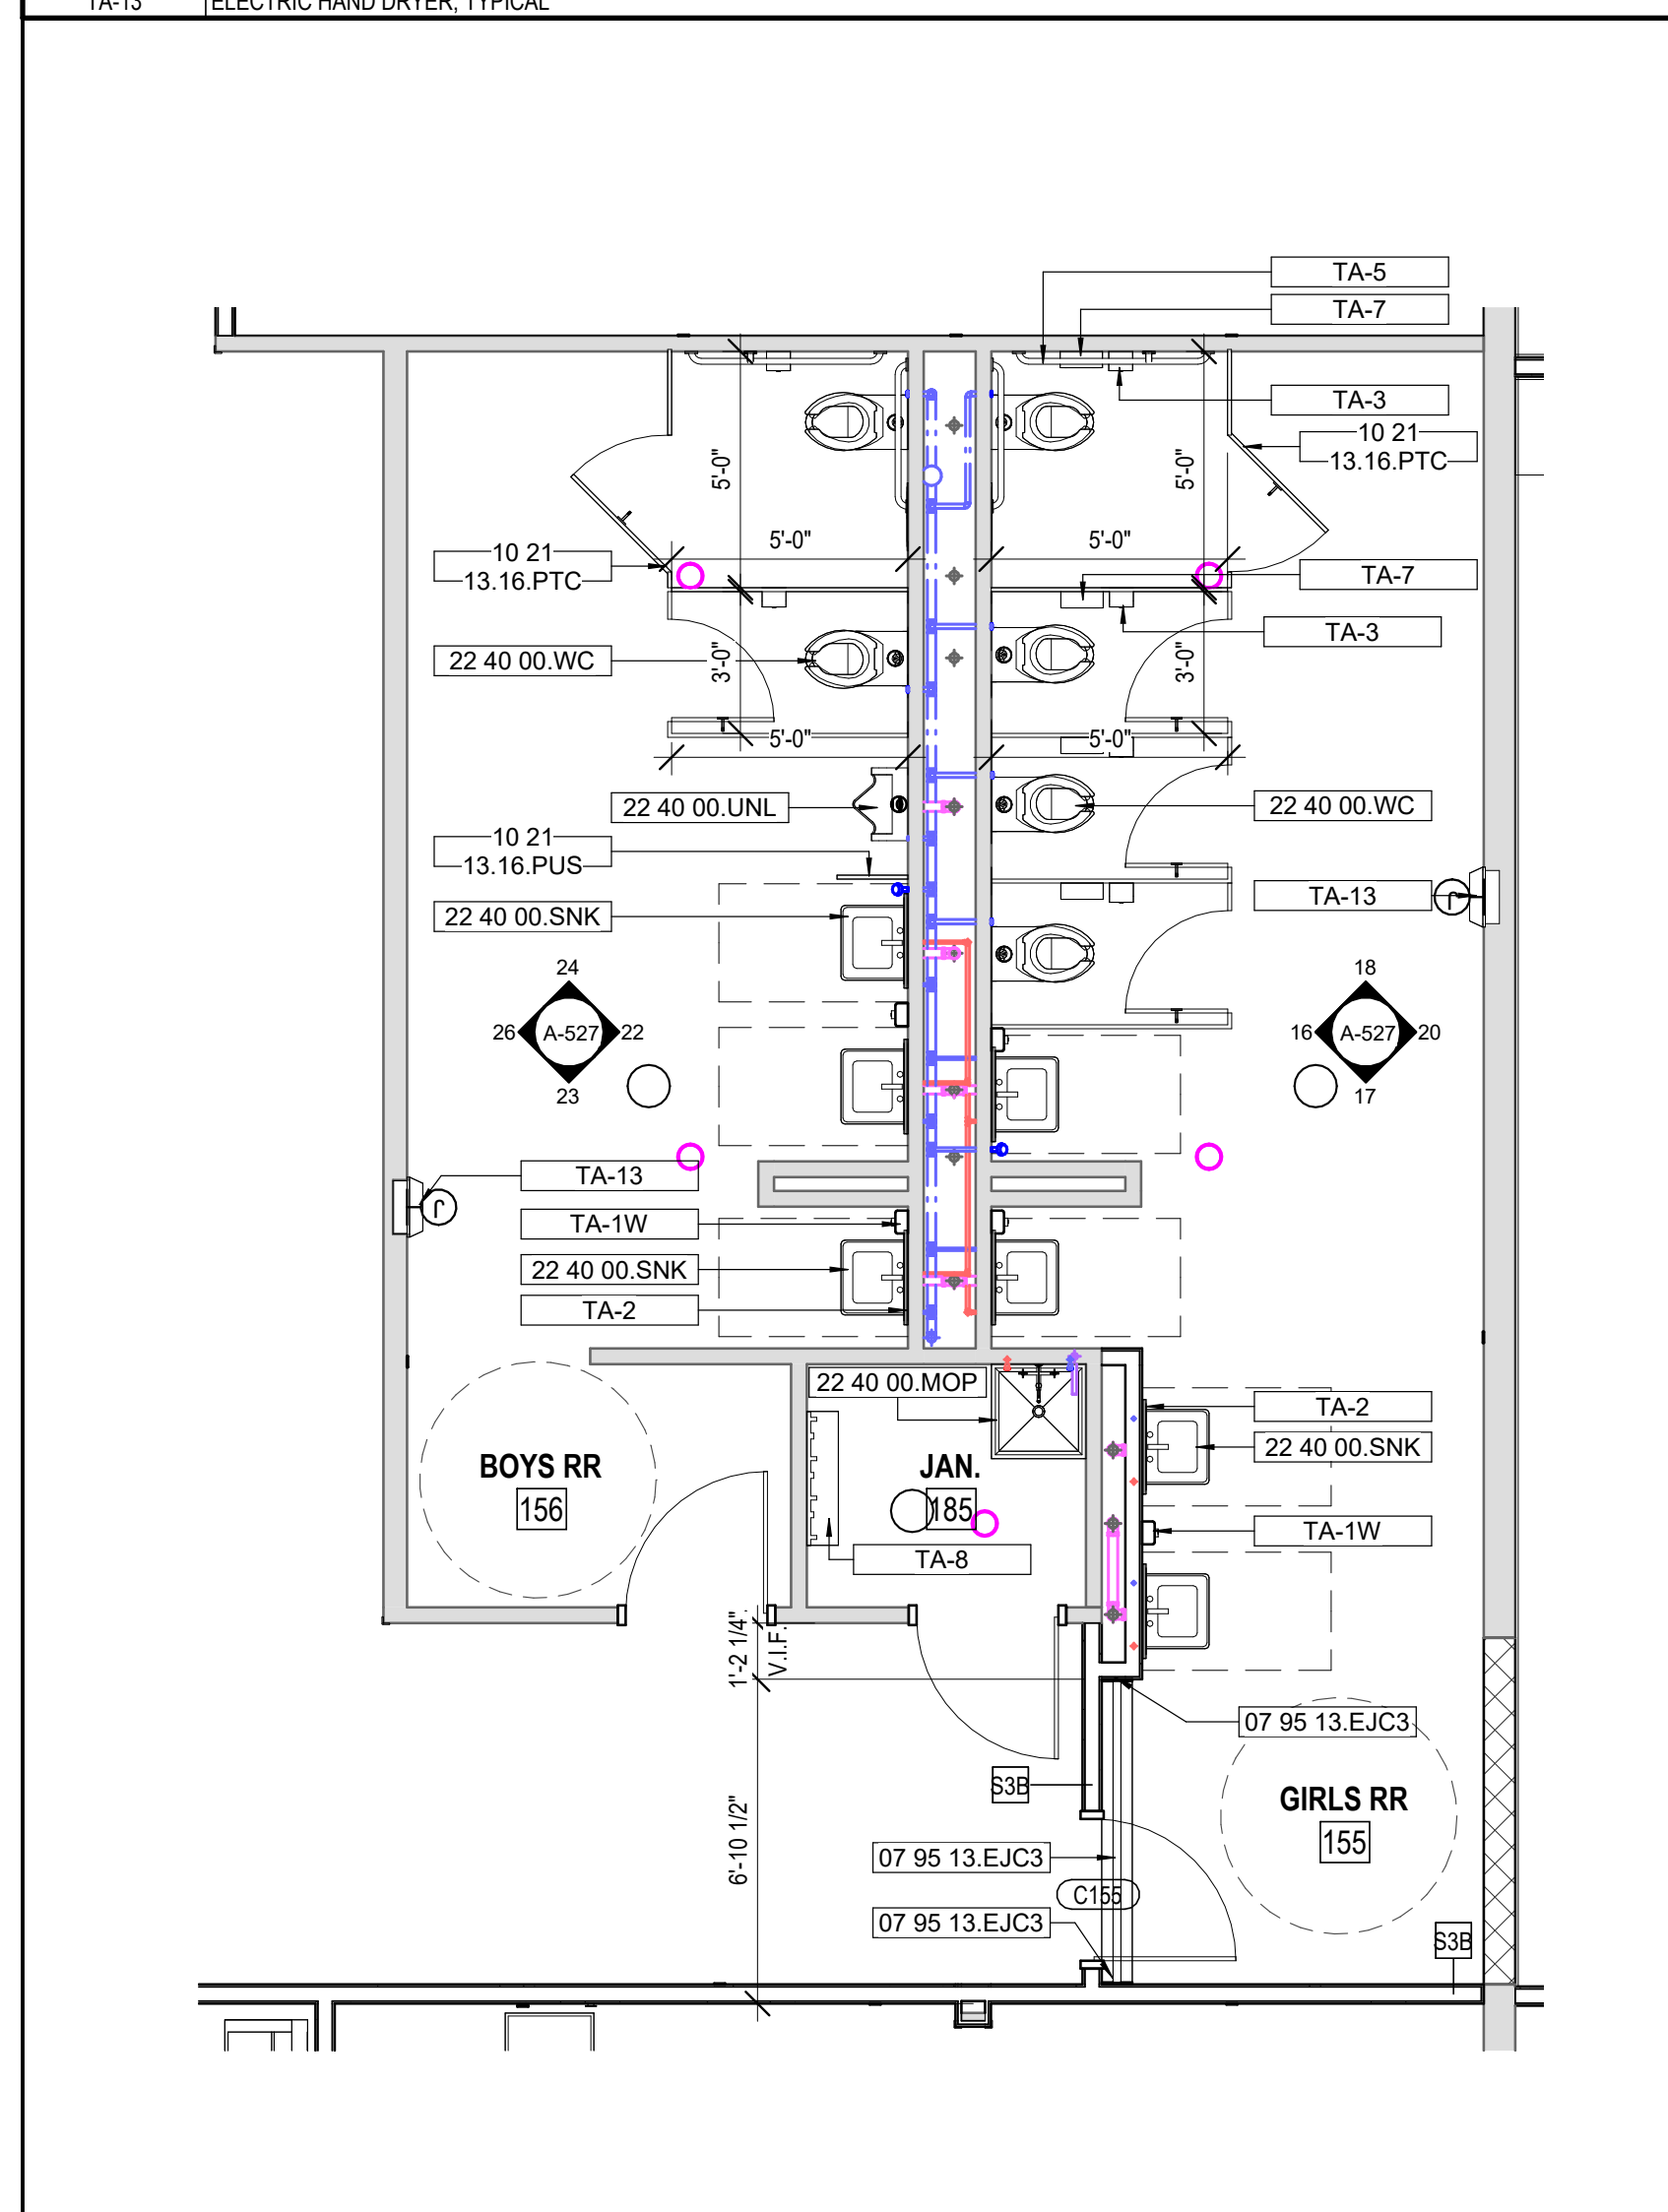 TA-13 ELECTRIC HAND DRYER, TYPICAL
TA-5
TA-7
TA-3
10 21
13.16.PTC
5'-0"
5'-0"
5'-0"
5'-0"
10 21
13.16.PTC
TA-7
TA-3
22 40 00.WC
3'-0"
3'-0"
5'-0"
5'-0"
22 40 00.UNL
22 40 00.WC
10 21
13.16.PUS
TA-13
J
22 40 00.SNK
24
26
A-527
22
23
18
16
A-527
20
17
TA-13
J
TA-1W
22 40 00.SNK
TA-2
22 40 00.MOP
TA-2
22 40 00.SNK
BOYS RR
156
JAN.
185
TA-1W
TA-8
1'-2 1/4"
V.I.F.
07 95 13.EJC3
S3B
GIRLS RR
155
6'-10 1/2"
07 95 13.EJC3
C155
07 95 13.EJC3
S3B